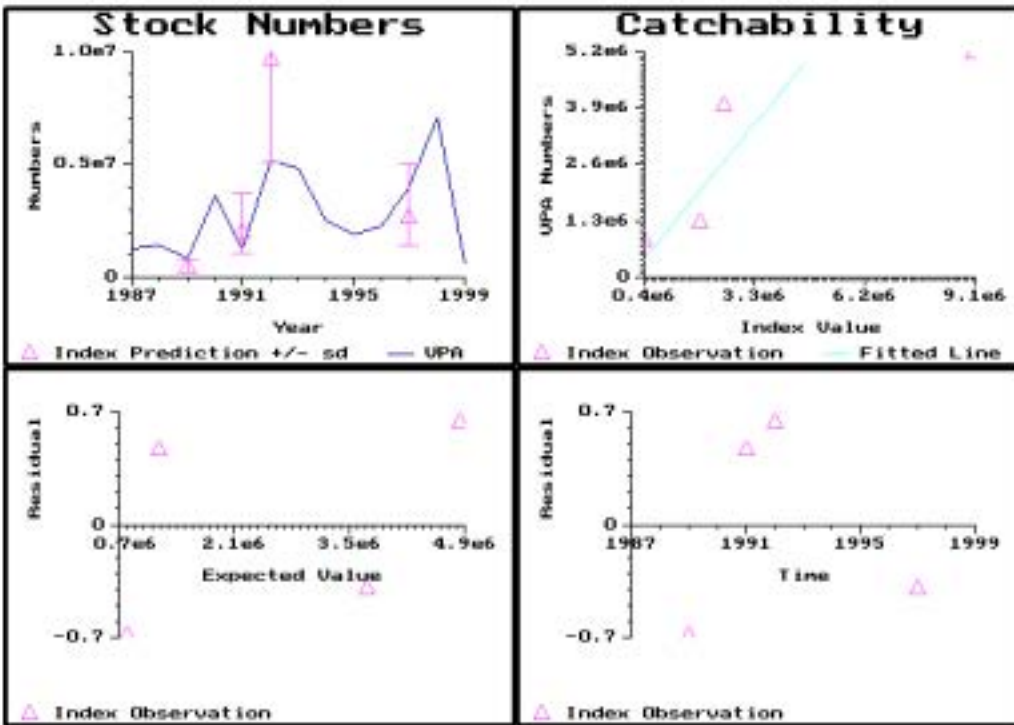 Stock Numbers
1.0e7
0.5e7
0
Numbers
1987 1991 1995 1999
Year
Index Prediction +/- sd VPA
Catchability
5.2e6
3.9e6
2.6e6
1.3e6
0
VPA Numbers
0.4e6 3.3e6 6.2e6 9.1e6
Index Value
Index Observation Fitted Line
0.7
0
-0.7
Residual
0.7e6 2.1e6 3.5e6 4.9e6
Expected Value
Index Observation
0.7
0
-0.7
Residual
1987 1991 1995 1999
Time
Index Observation